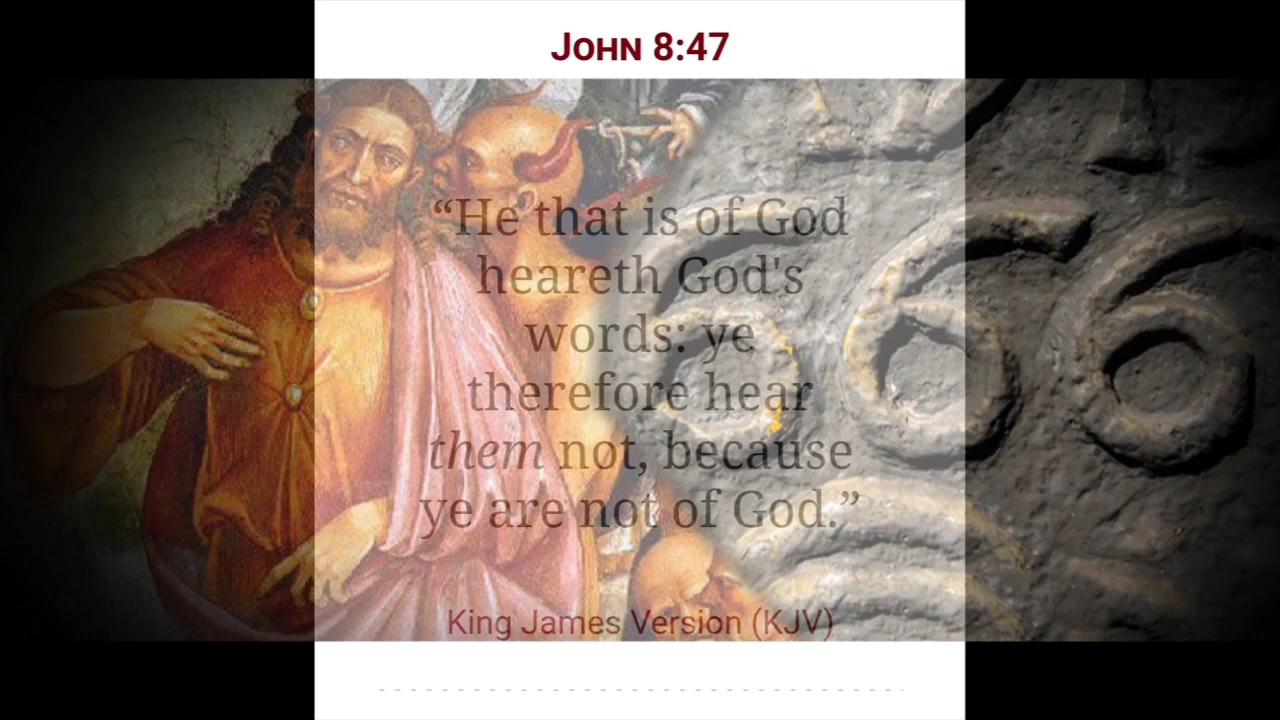 John 8:47
“He that is of God
heareth God's
words: ye
therefore hear
them not, because
ye are not of God.”
666
King James Version (KJV)